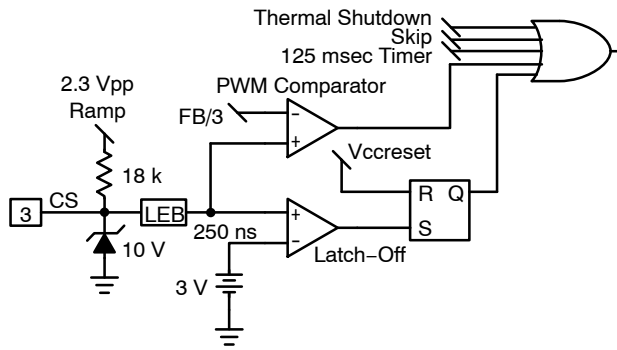 Thermal Shutdown
Skip
125 msec Timer
2.3 Vpp
Ramp
PWM Comparator
FB/3
−
+
18 k
Vccreset
3
CS
LEB
R Q
S
250 ns
+
−
10 V
Latch−Off
3 V